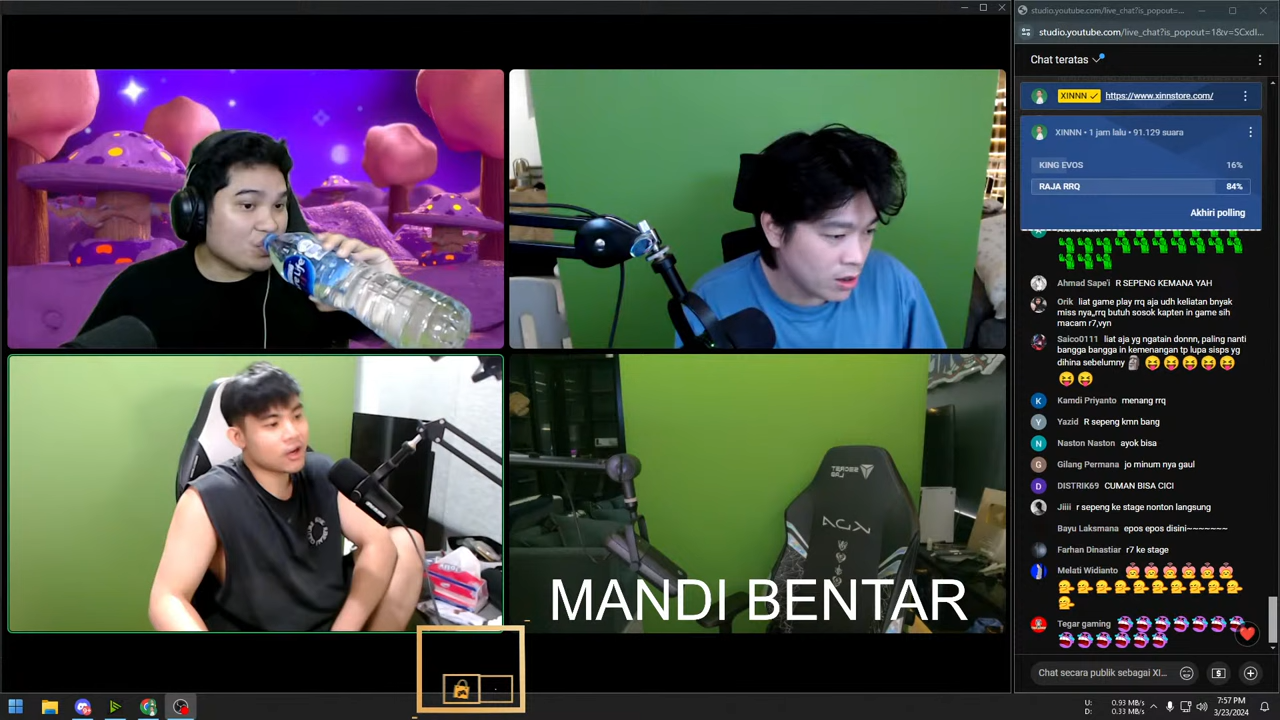 studio.youtube.com/live_chat?is_popout=...
studio.youtube.com/live_chat?is_popout=1&v=SCxdI...
Chat teratas
XINNN https://www.xinnstore.com/
XINNN • 1 jam lalu • 91.129 suara
KING EVOS 16%
RAJA RRQ 84%
Akhiri polling
Ahmad Sape'i R SEPENG KEMANA YAH
Orik liat game play rrq aja udh keliatan bnyak
miss nya,,rrq butuh sosok kapten in game sih
macam r7,vyn
Saico0111 liat aja yg ngatain donnn, paling nanti
bangga bangga in kemenangan tp lupa sisps yg
dihina sebelumny
K Kamdi Priyanto menang rrq
Y Yazid R sepeng kmn bang
N Naston Naston ayok bisa
G Gilang Permana jo minum nya gaul
D DISTRIK69 CUMAN BISA CICI
Jiiii r sepeng ke stage nonton langsung
Bayu Laksmana epos epos disini~~~~~~~
Farhan Dinastiar r7 ke stage
Melati Widianto
Tegar gaming
Chat secara publik sebagai XI...
SECRET
LAB
MANDI BENTAR
U: 0.93 MB/s
D: 0.33 MB/s
7:57 PM
3/23/2024